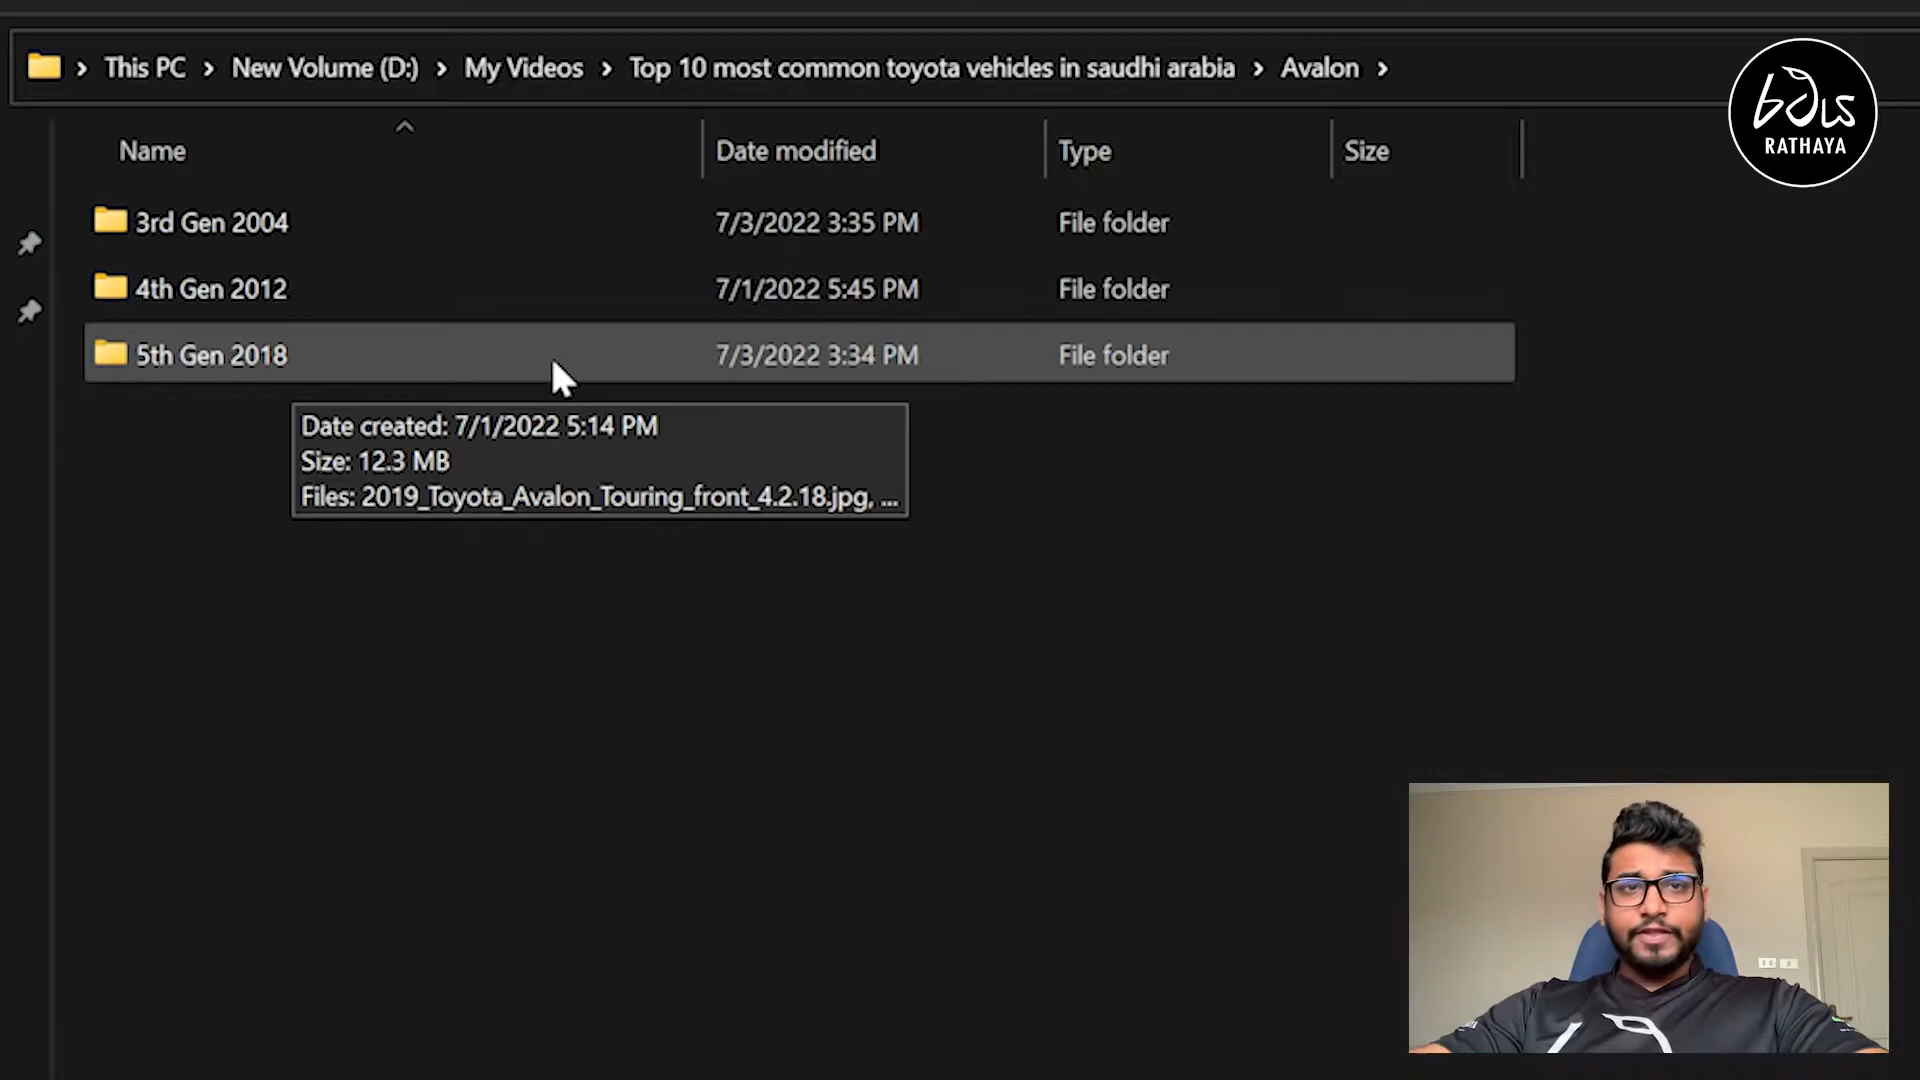 This PC > New Volume (D:) > My Videos > Top 10 most common toyota vehicles in saudhi arabia > Avalon >
RATHAYA
Name Date modified Type Size
3rd Gen 2004 7/3/2022 3:35 PM File folder
4th Gen 2012 7/1/2022 5:45 PM File folder
5th Gen 2018 7/3/2022 3:34 PM File folder
Date created: 7/1/2022 5:14 PM
Size: 12.3 MB
Files: 2019_Toyota_Avalon_Touring_front_4.2.18.jpg, ...